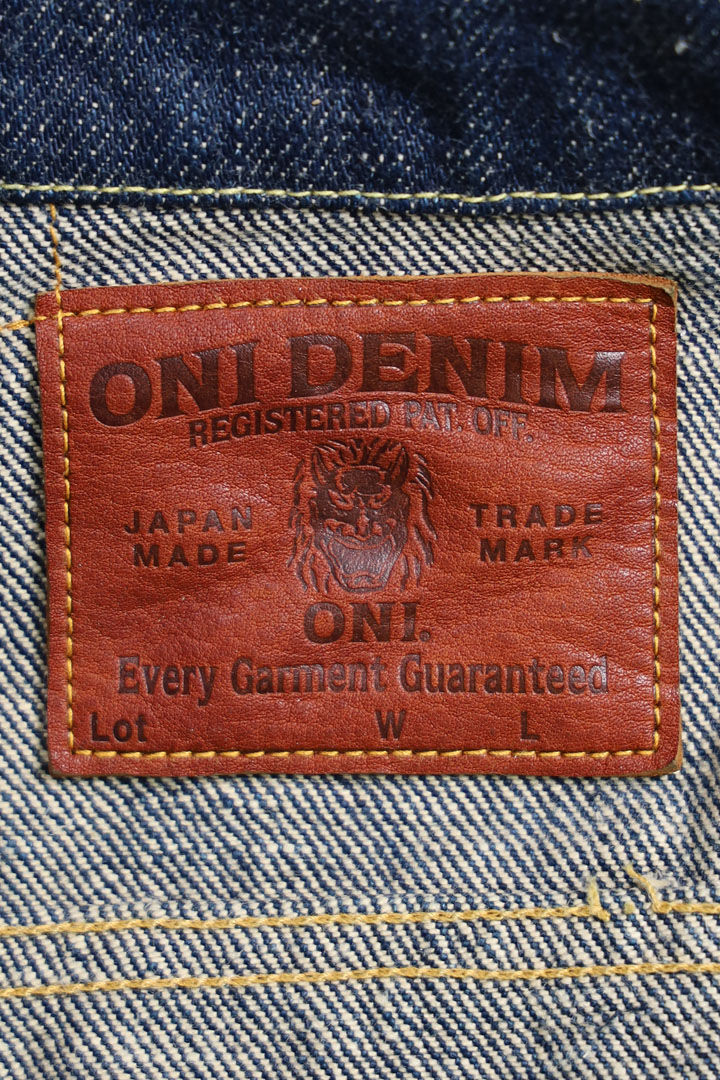 ONI DENIM
REGISTERED PAT. OFF.
JAPAN MADE
TRADE MARK
ONI.
Every Garment Guaranteed
Lot W L